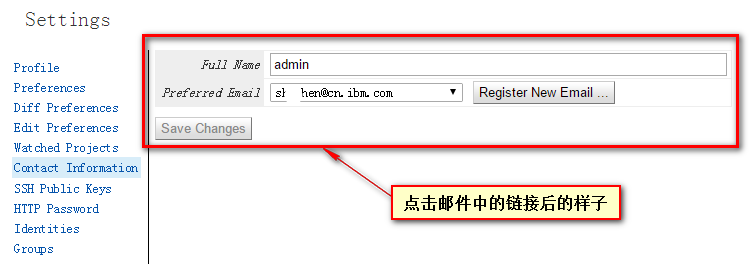 Settings
Profile
Preferences
Diff Preferences
Edit Preferences
Watched Projects
Contact Information
SSH Public Keys
HTTP Password
Identities
Groups
Full Name admin
Preferred Email hen@cn.ibm.com Register New Email ...
Save Changes
点击邮件中的链接后的样子